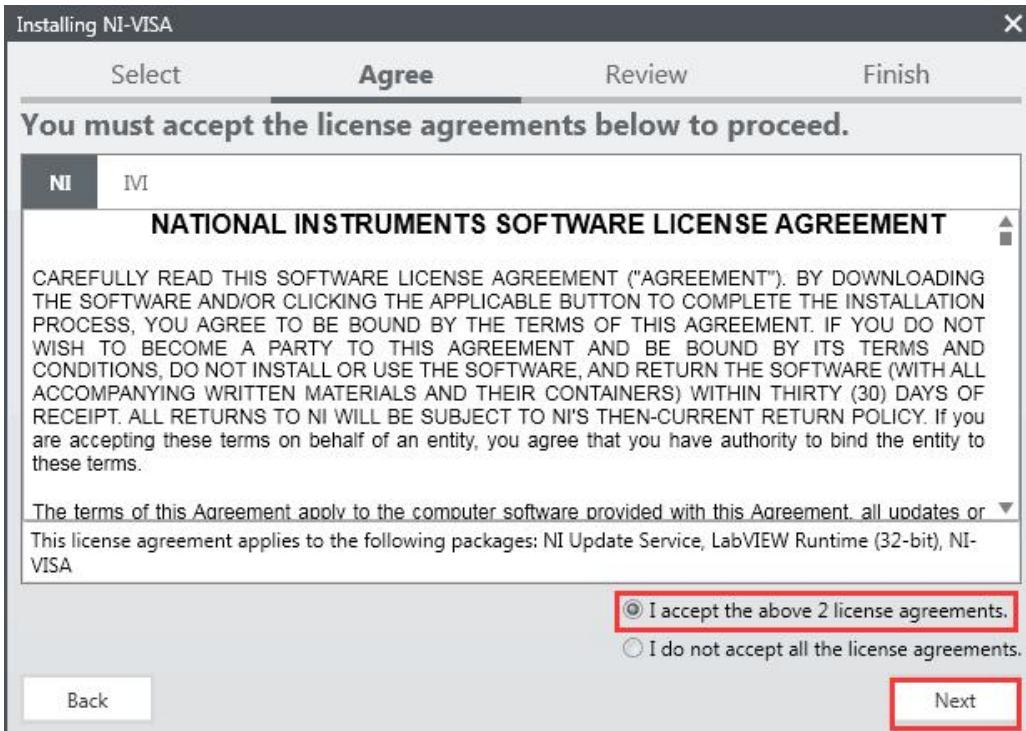 Installing NI-VISA
Select Agree Review Finish
You must accept the license agreements below to proceed.
NI IVI
NATIONAL INSTRUMENTS SOFTWARE LICENSE AGREEMENT
CAREFULLY READ THIS SOFTWARE LICENSE AGREEMENT ("AGREEMENT"). BY DOWNLOADING
THE SOFTWARE AND/OR CLICKING THE APPLICABLE BUTTON TO COMPLETE THE INSTALLATION
PROCESS, YOU AGREE TO BE BOUND BY THE TERMS OF THIS AGREEMENT. IF YOU DO NOT
WISH TO BECOME A PARTY TO THIS AGREEMENT AND BE BOUND BY ITS TERMS AND
CONDITIONS, DO NOT INSTALL OR USE THE SOFTWARE, AND RETURN THE SOFTWARE (WITH ALL
ACCOMPANYING WRITTEN MATERIALS AND THEIR CONTAINERS) WITHIN THIRTY (30) DAYS OF
RECEIPT. ALL RETURNS TO NI WILL BE SUBJECT TO NI'S THEN-CURRENT RETURN POLICY. If you
are accepting these terms on behalf of an entity, you agree that you have authority to bind the entity to
these terms.
The terms of this Agreement apply to the computer software provided with this Agreement, all updates or
This license agreement applies to the following packages: NI Update Service, LabVIEW Runtime (32-bit), NI-
VISA
I accept the above 2 license agreements.
I do not accept all the license agreements.
Back Next